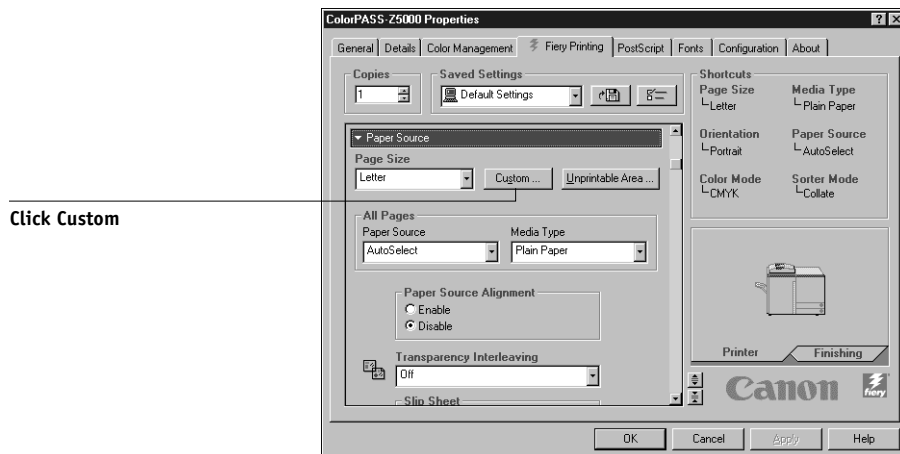 ColorPASS-Z5000 Properties
General Details Color Management Fiery Printing PostScript Fonts Configuration About
Copies
1
Saved Settings
Default Settings
Shortcuts
Page Size
Letter
Media Type
Plain Paper
Orientation
Portrait
Paper Source
AutoSelect
Color Mode
CMYK
Sorter Mode
Collate
Paper Source
Page Size
Letter
Custom ...
Unprintable Area ...
Click Custom
All Pages
Paper Source
AutoSelect
Media Type
Plain Paper
Paper Source Alignment
Enable
Disable
Transparency Interleaving
Off
Slip Sheet
Printer
Finishing
Canon
fiery
OK Cancel Apply Help